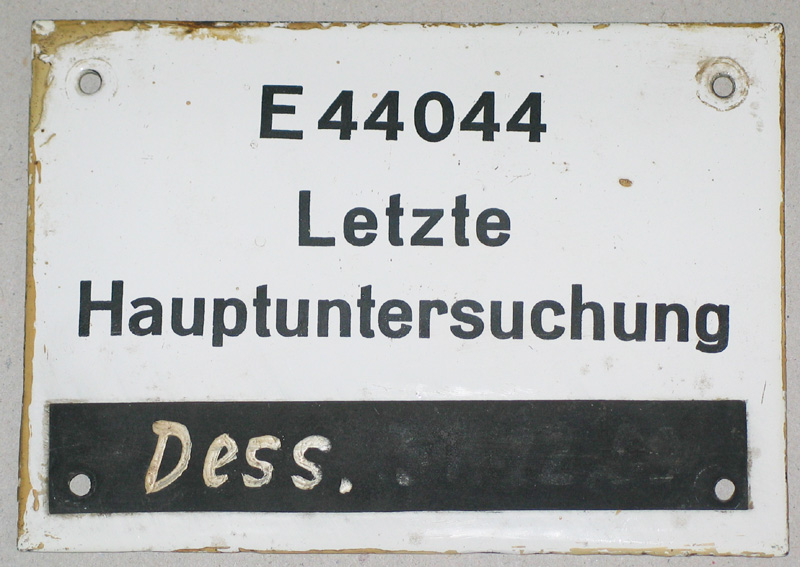 E 44044
Letzte
Hauptuntersuchung
Dess.